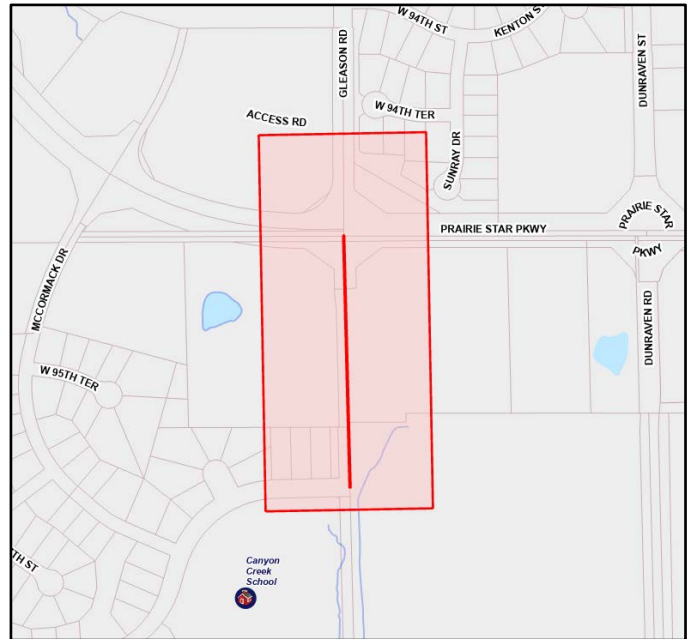 W 94TH ST
KENTON ST
GLEASON RD
DUNRAVEN ST
W 94TH TER
ACCESS RD
SUNRAY DR
PRAIRIE STAR
PKWY
PRAIRIE STAR PKWY
MCCORMACK DR
DUNRAVEN RD
W 95TH TER
TH ST
Canyon
Creek
School